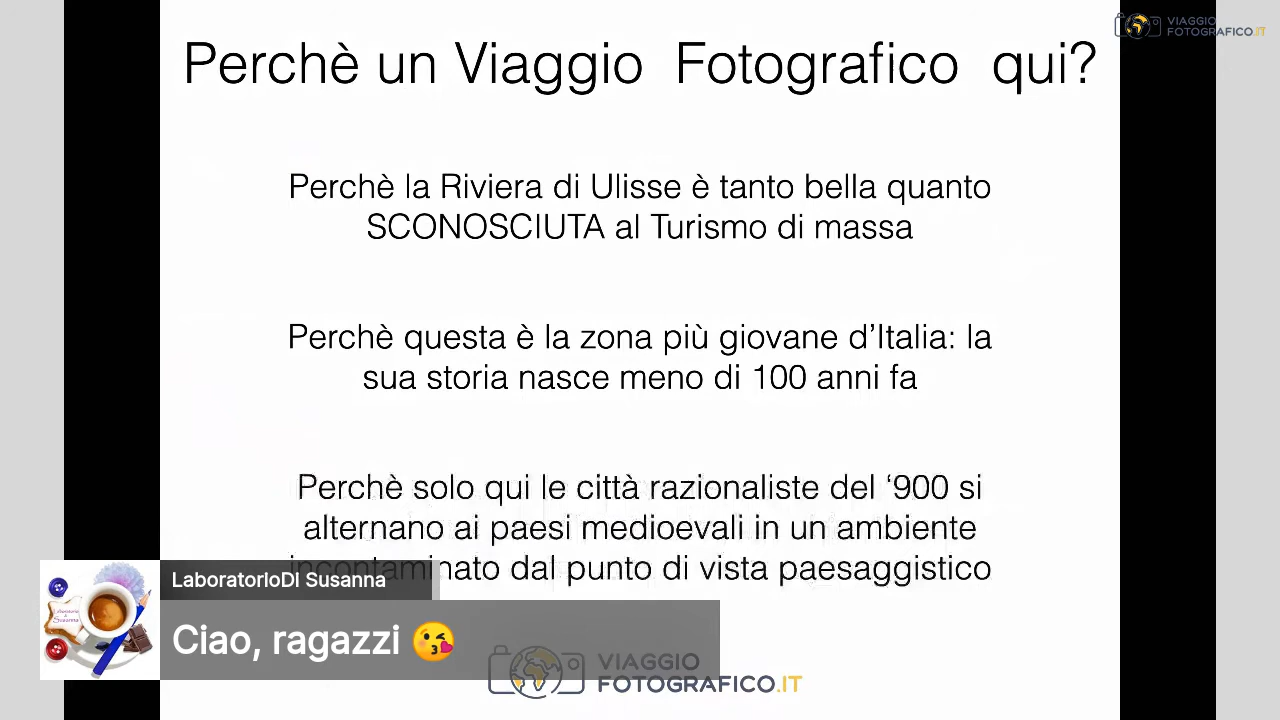 VIAGGIO
FOTOGRAFICO.IT
Perchè un Viaggio Fotografico qui?
Perchè la Riviera di Ulisse è tanto bella quanto
SCONOSCIUTA al Turismo di massa
Perchè questa è la zona più giovane d’Italia: la
sua storia nasce meno di 100 anni fa
Perchè solo qui le città razionaliste del ‘900 si
alternano ai paesi medioevali in un ambiente
incontaminato dal punto di vista paesaggistico
LaboratorioDi Susanna
Ciao, ragazzi 😘
VIAGGIO
FOTOGRAFICO.IT